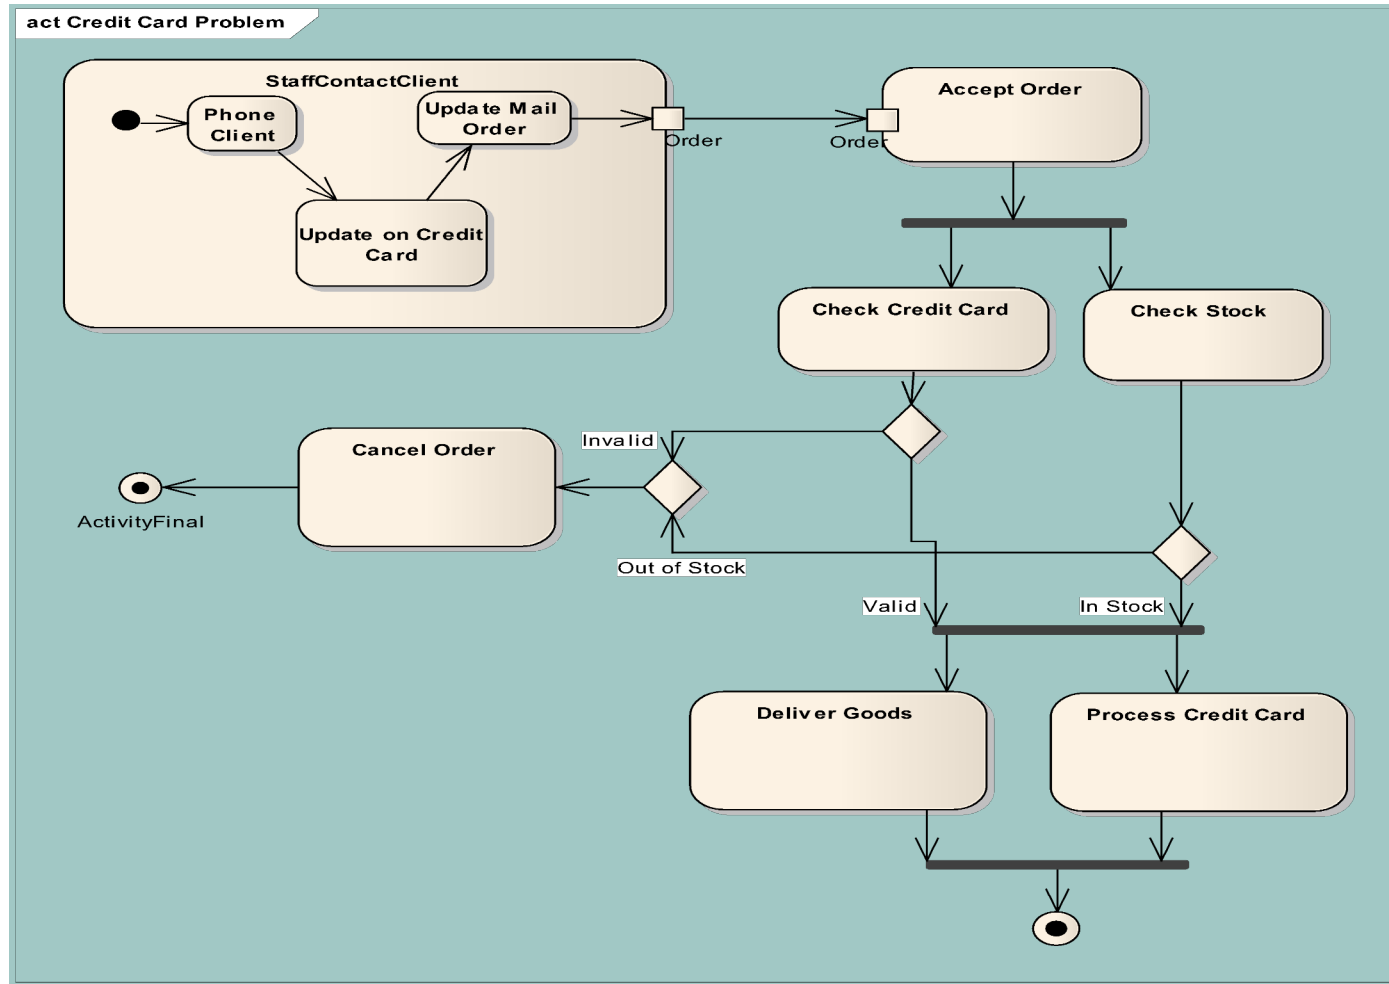 act Credit Card Problem
StaffContactClient
Phone
Client
Update Mail
Order
Update on Credit
Card
Order
Order
Accept Order
Check Credit Card
Check Stock
Invalid
Cancel Order
ActivityFinal
Out of Stock
Valid
In Stock
Deliver Goods
Process Credit Card